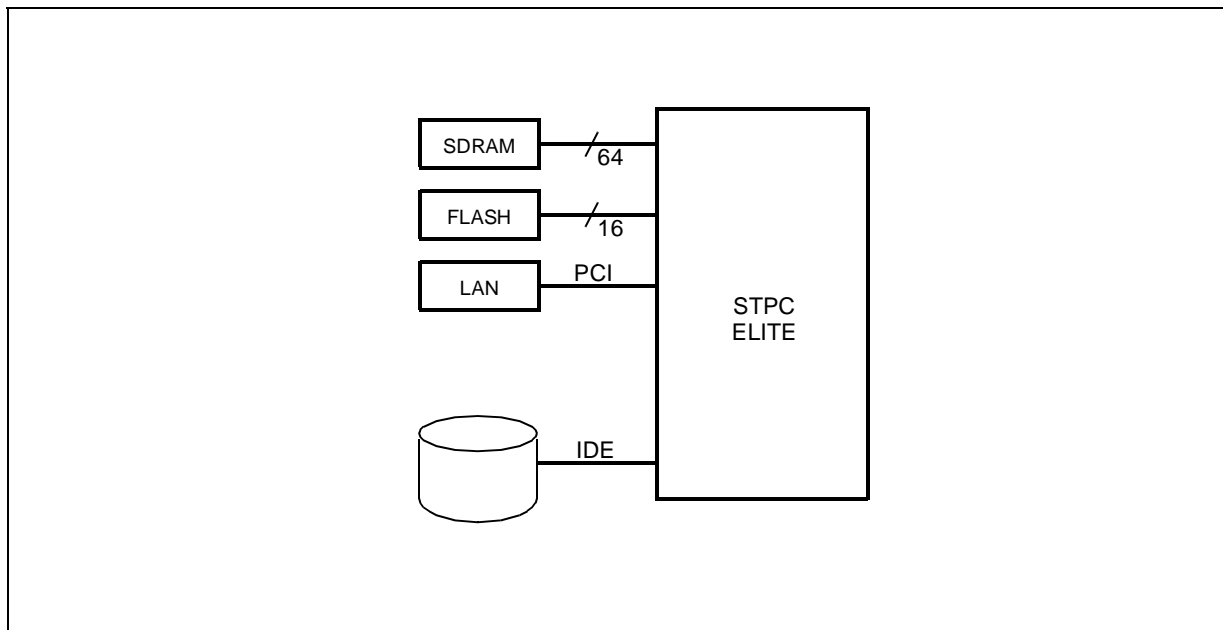 SDRAM
64
FLASH
16
LAN
PCI
STPC
ELITE
IDE